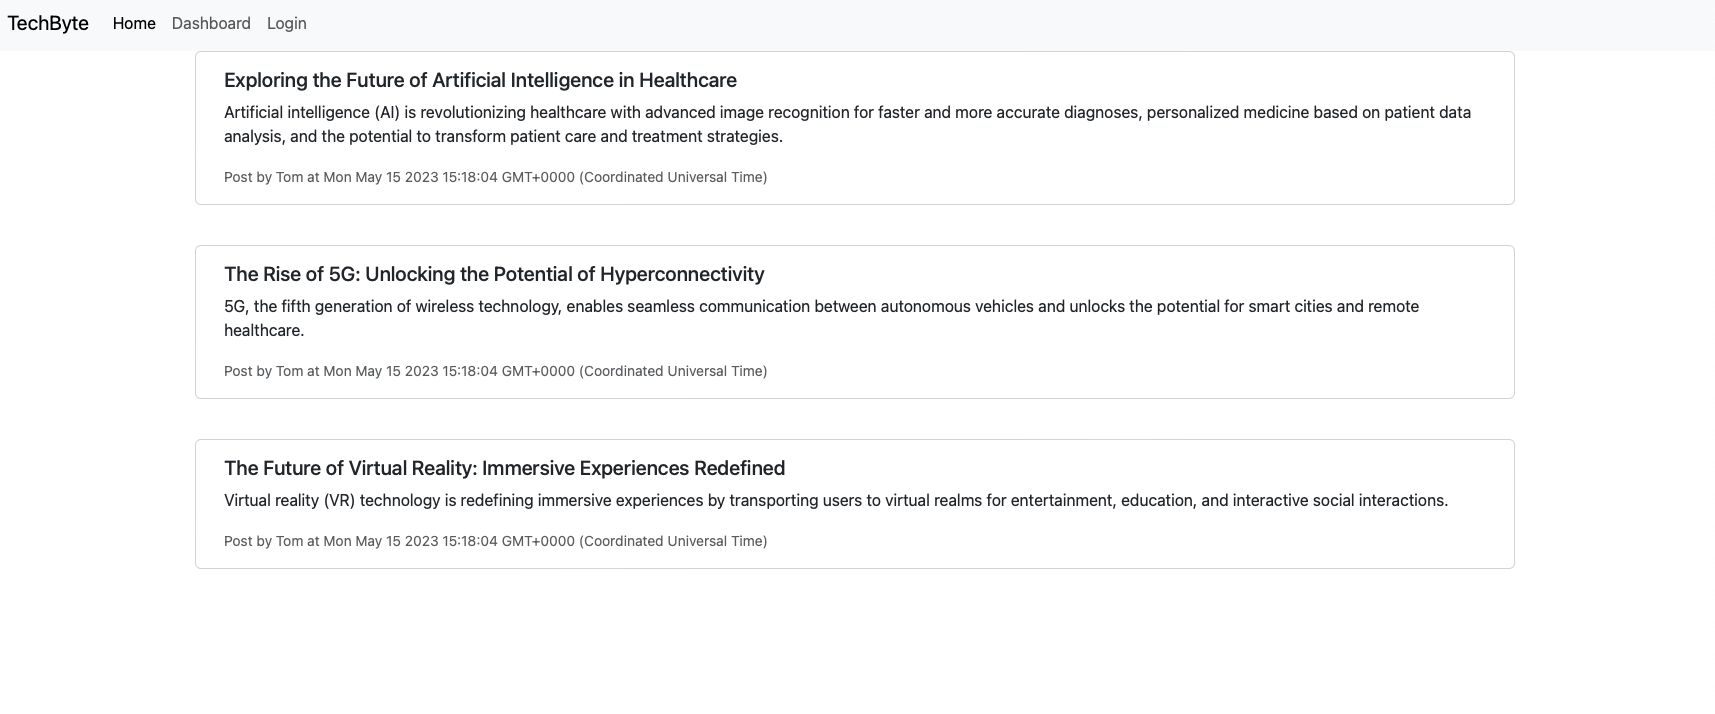 TechByte Home Dashboard Login
Exploring the Future of Artificial Intelligence in Healthcare
Artificial intelligence (AI) is revolutionizing healthcare with advanced image recognition for faster and more accurate diagnoses, personalized medicine based on patient data
analysis, and the potential to transform patient care and treatment strategies.
Post by Tom at Mon May 15 2023 15:18:04 GMT+0000 (Coordinated Universal Time)
The Rise of 5G: Unlocking the Potential of Hyperconnectivity
5G, the fifth generation of wireless technology, enables seamless communication between autonomous vehicles and unlocks the potential for smart cities and remote
healthcare.
Post by Tom at Mon May 15 2023 15:18:04 GMT+0000 (Coordinated Universal Time)
The Future of Virtual Reality: Immersive Experiences Redefined
Virtual reality (VR) technology is redefining immersive experiences by transporting users to virtual realms for entertainment, education, and interactive social interactions.
Post by Tom at Mon May 15 2023 15:18:04 GMT+0000 (Coordinated Universal Time)